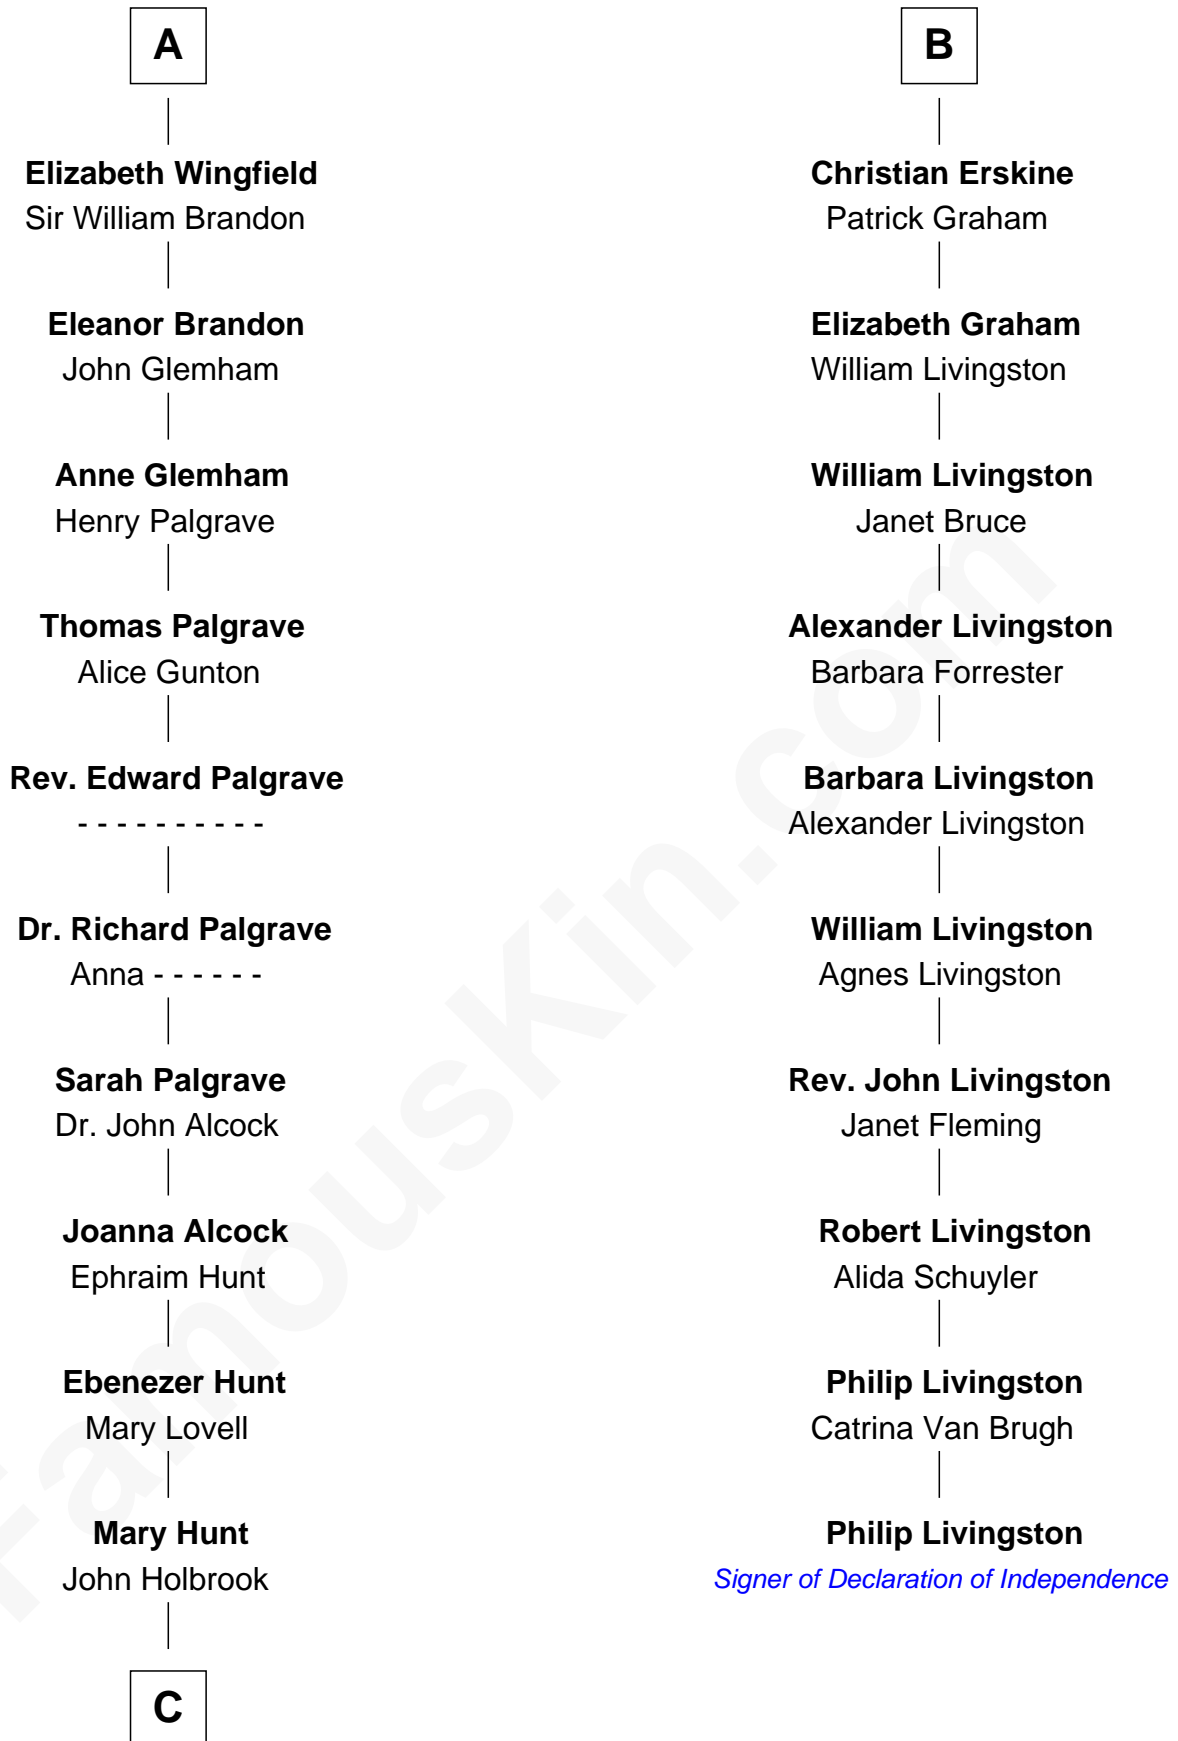 A
Elizabeth Wingfield
Sir William Brandon
Eleanor Brandon
John Glemham
Anne Glemham
Henry Palgrave
Thomas Palgrave
Alice Gunton
Rev. Edward Palgrave
- - - - - - - - - -
Dr. Richard Palgrave
Anna - - - - - -
Sarah Palgrave
Dr. John Alcock
Joanna Alcock
Ephraim Hunt
Ebenezer Hunt
Mary Lovell
Mary Hunt
John Holbrook
C
B
Christian Erskine
Patrick Graham
Elizabeth Graham
William Livingston
William Livingston
Janet Bruce
Alexander Livingston
Barbara Forrester
Barbara Livingston
Alexander Livingston
William Livingston
Agnes Livingston
Rev. John Livingston
Janet Fleming
Robert Livingston
Alida Schuyler
Philip Livingston
Catrina Van Brugh
Philip Livingston
Signer of Declaration of Independence
FamousKin.com